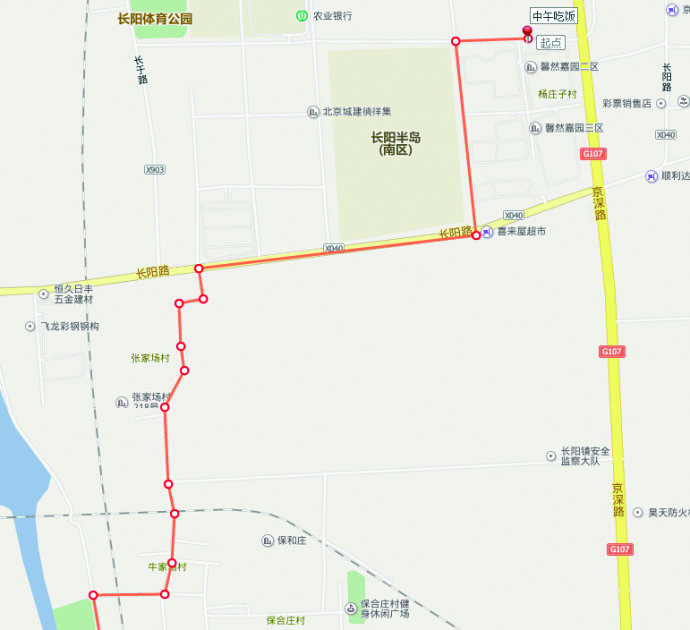 中午吃饭
起点
长阳体育公园
农业银行
长于路
馨然嘉园二区
长阳路
杨庄子村
彩票销售店
北京城建徜徉集
长阳半岛
(南区)
馨然嘉园三区
X040
G107
X903
顺利达
京深路
X040
长阳路
喜来屋超市
X040
长阳路
恒久日丰
五金建材
飞龙彩钢钢构
张家场村
G107
张家场村
218号
长阳镇安全
监察大队
京深路
昊天防火
保和庄
G107
牛家场村
保合庄村健
身休闲广场
保合庄村